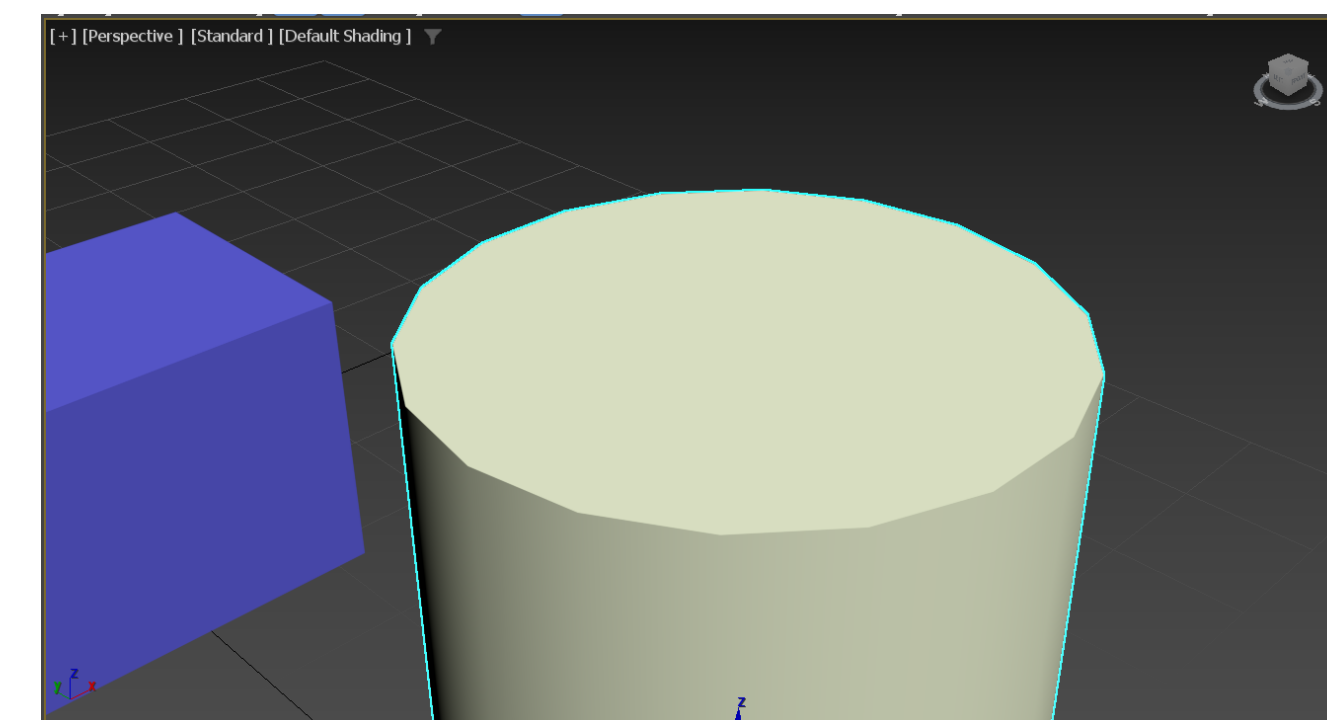 [+] [Perspective ] [Standard ] [Default Shading ]
W S
z
y x
z